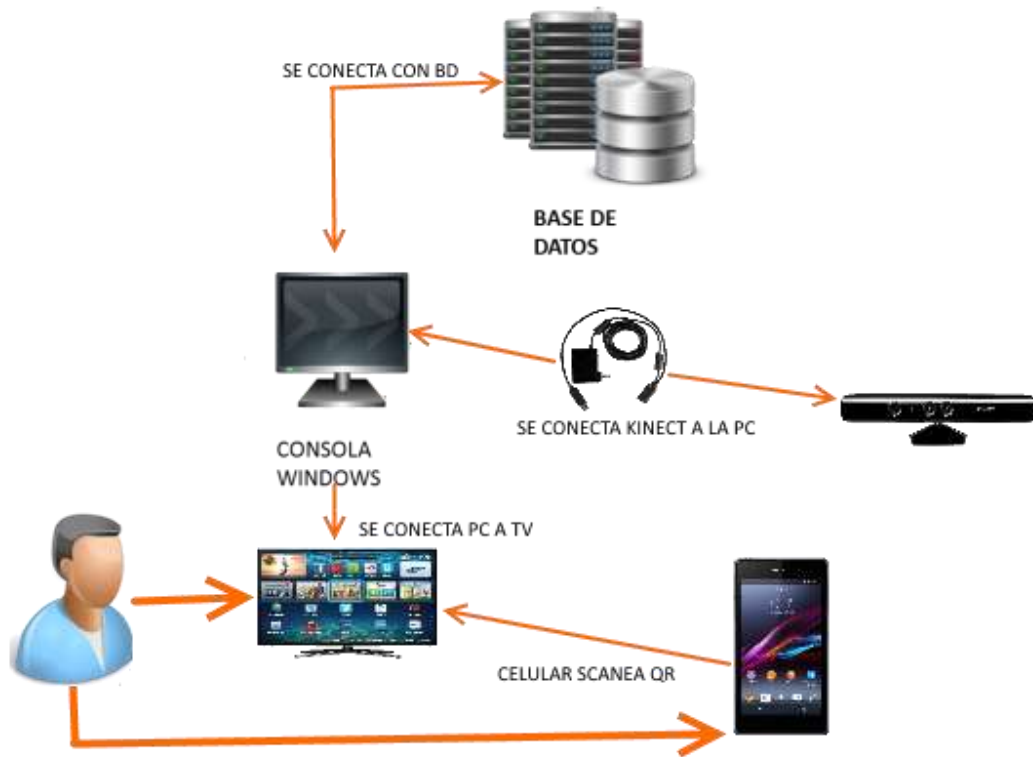 SE CONECTA CON BD
BASE DE
DATOS
SE CONECTA KINECT A LA PC
CONSOLA
WINDOWS
SE CONECTA PC A TV
CELULAR SCANEA QR